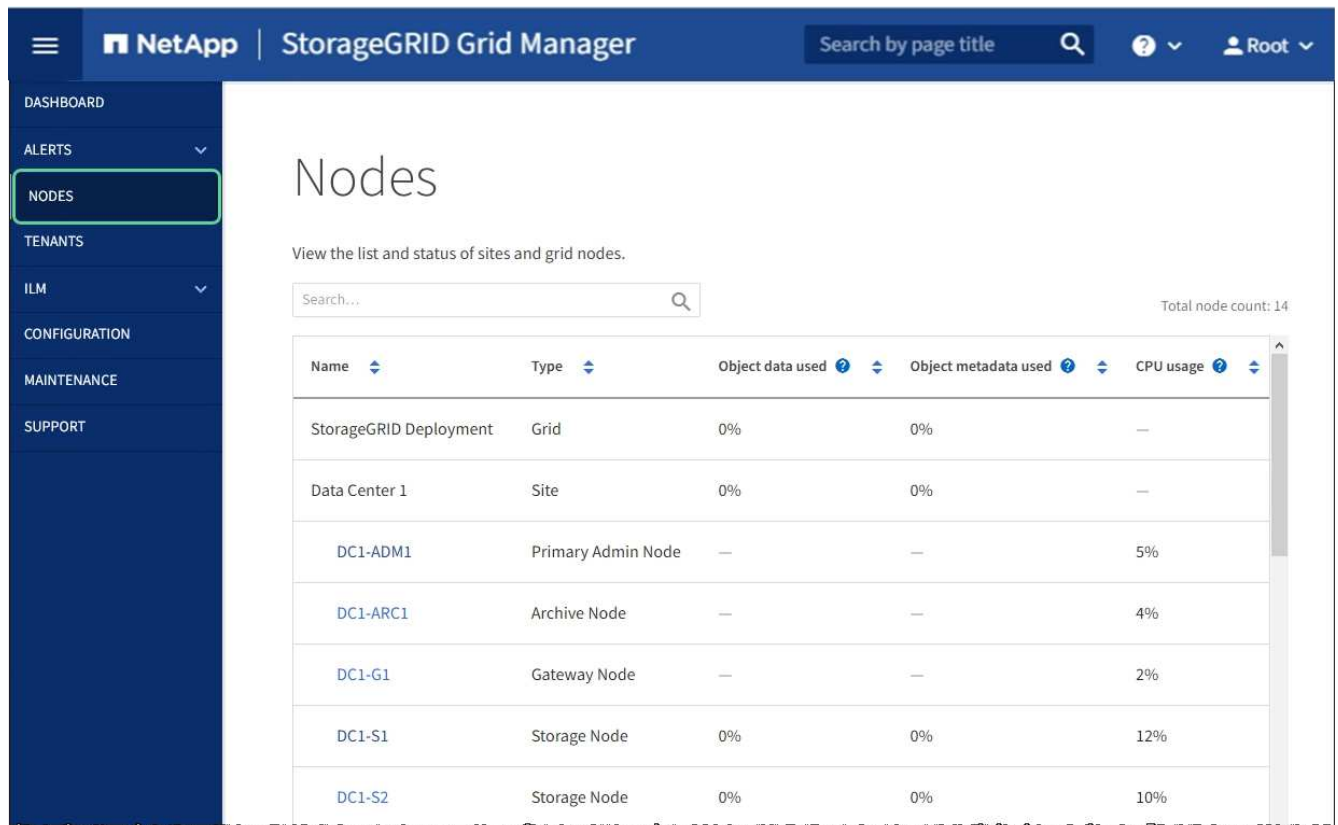 NetApp | StorageGRID Grid Manager
Search by page title
Root
DASHBOARD
ALERTS
NODES
TENANTS
ILM
CONFIGURATION
MAINTENANCE
SUPPORT
Nodes
View the list and status of sites and grid nodes.
Search...
Total node count: 14
Name Type Object data used Object metadata used CPU usage
StorageGRID Deployment Grid 0% 0% —
Data Center 1 Site 0% 0% —
DC1-ADM1 Primary Admin Node — — 5%
DC1-ARC1 Archive Node — — 4%
DC1-G1 Gateway Node — — 2%
DC1-S1 Storage Node 0% 0% 12%
DC1-S2 Storage Node 0% 0% 10%